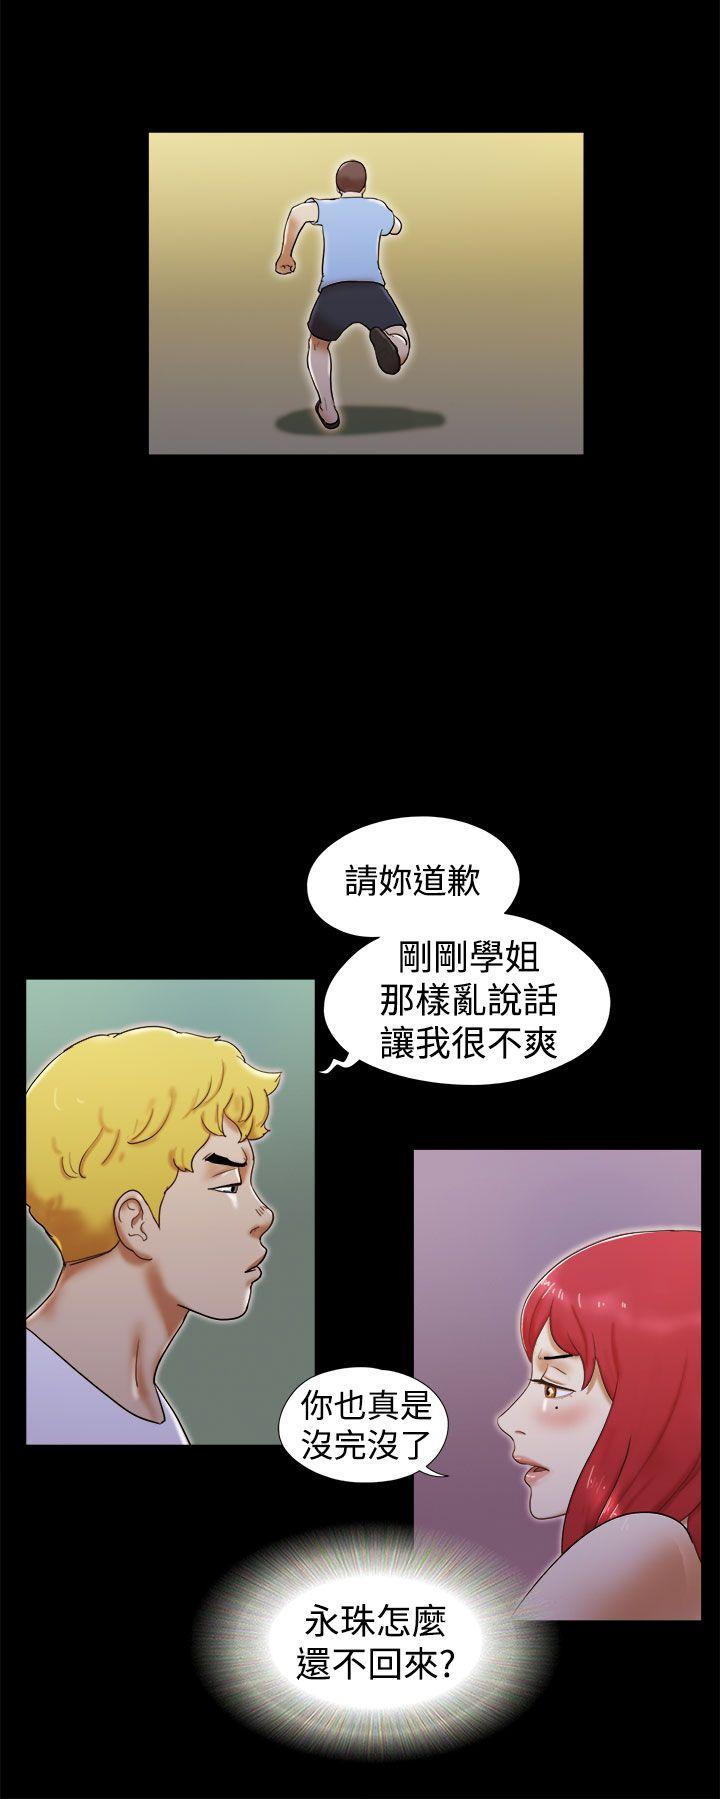 請妳道歉
剛剛學姐
那樣亂說話
讓我很不爽
你也真是
沒完沒了
永珠怎麼
還不回來?